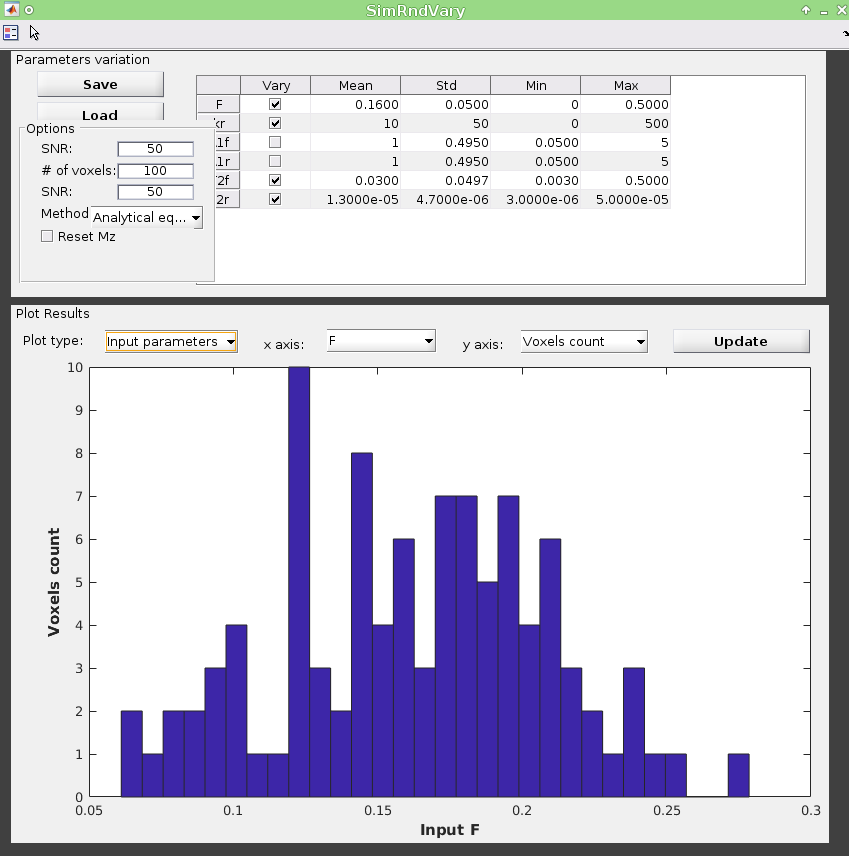 SimRndVary
Parameters variation
Save
Load
Options
SNR: 50
# of voxels: 100
SNR: 50
Method Analytical eq...
Reset Mz
Vary Mean Std Min Max
F 0.1600 0.0500 0 0.5000
kr 10 50 0 500
1f 1 0.4950 0.0500 5
1r 1 0.4950 0.0500 5
2f 0.0300 0.0497 0.0030 0.5000
2r 1.3000e-05 4.7000e-06 3.0000e-06 5.0000e-05
Plot Results
Plot type: Input parameters x axis: F y axis: Voxels count Update
10
9
8
7
6
5
4
3
2
1
0
Voxels count
0.05 0.1 0.15 0.2 0.25 0.3
Input F